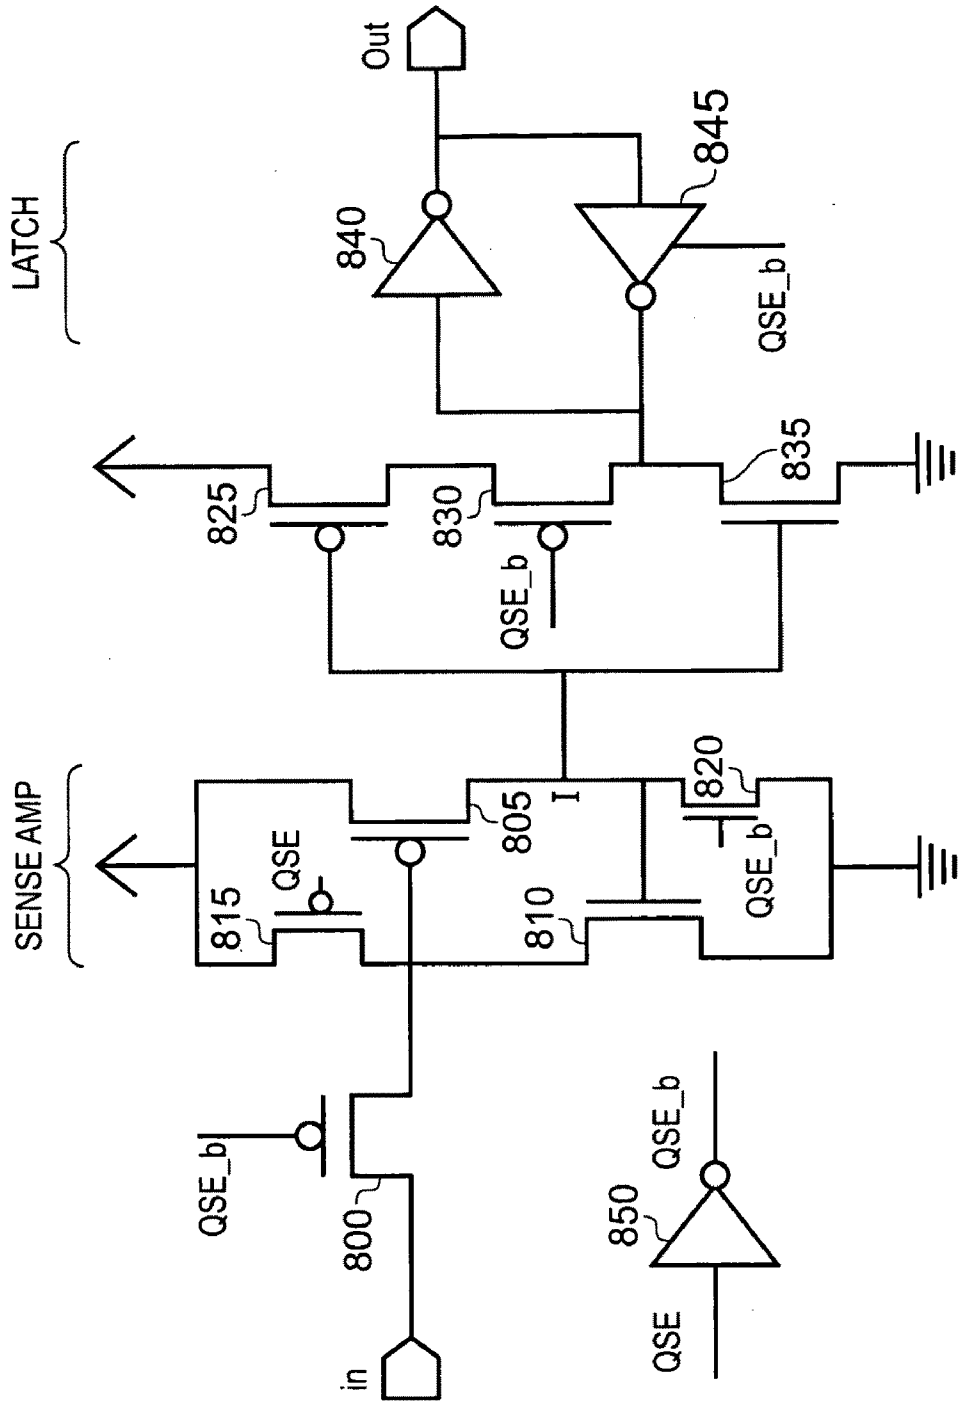 SENSE AMP
LATCH
in
QSE_b
800
815
QSE
805
I
810
QSE_b
820
825
QSE_b
830
835
840
Out
845
QSE_b
QSE
850
QSE_b